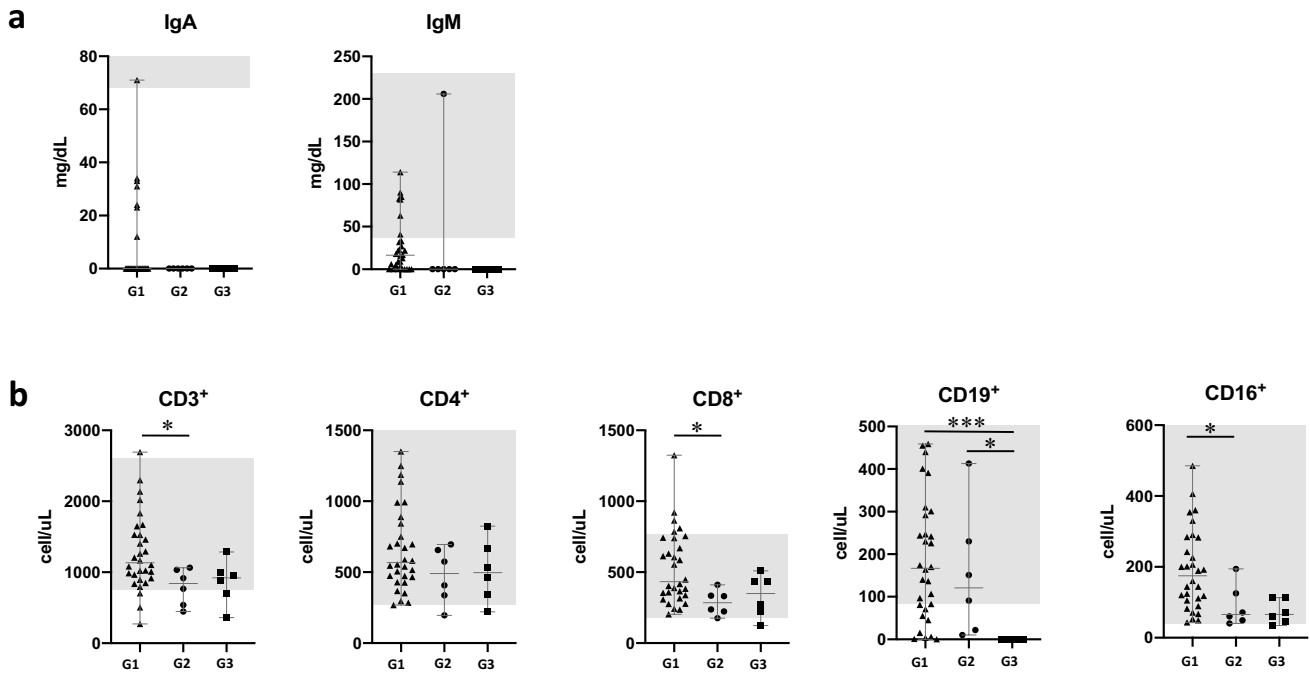 a
IgA
IgM
mg/dL
80
60
40
20
0
G1 G2 G3
mg/dL
250
200
150
100
50
0
G1 G2 G3
b
CD3+
CD4+
CD8+
CD19+
CD16+
cell/uL
3000
2000
1000
0
*
G1 G2 G3
cell/uL
1500
1000
500
0
G1 G2 G3
cell/uL
1500
1000
500
0
*
G1 G2 G3
cell/uL
500
400
300
200
100
0
***
*
G1 G2 G3
cell/uL
600
400
200
0
*
G1 G2 G3